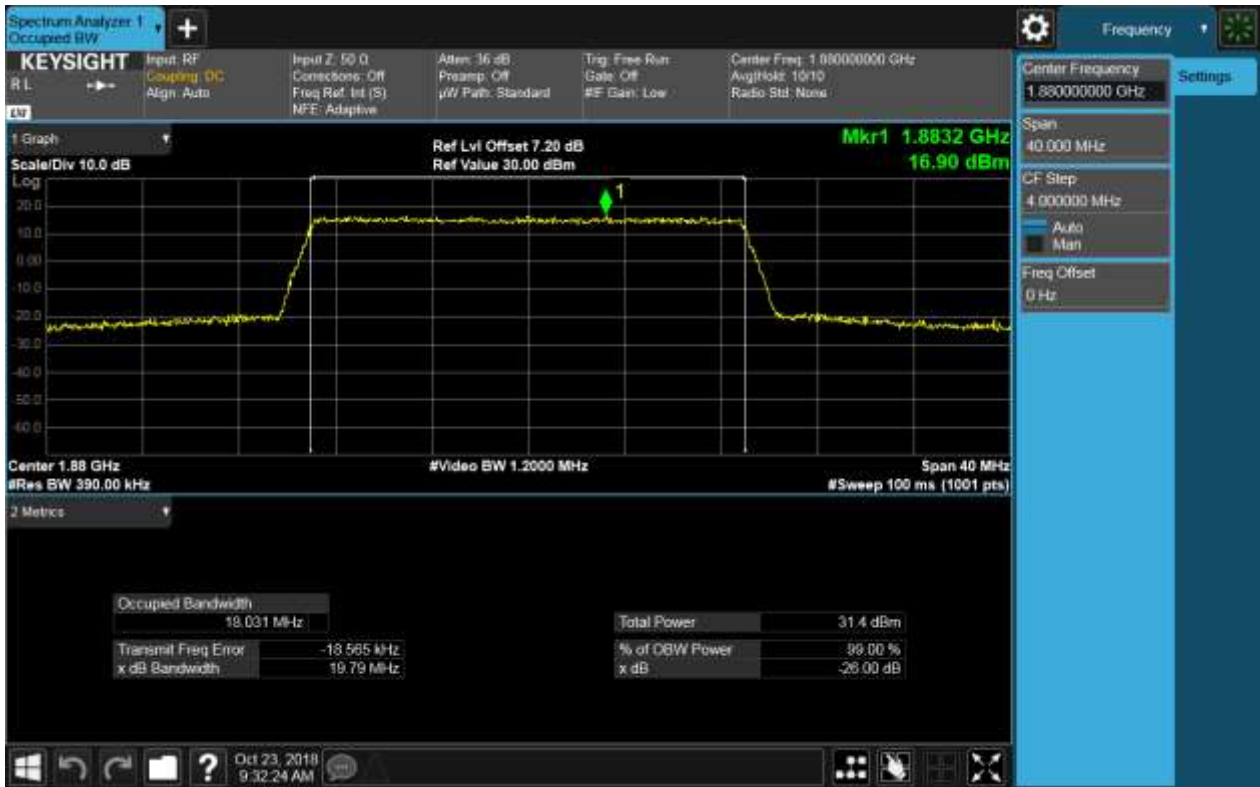 Spectrum Analyzer 1
Occupied BW
+
Frequency
KEYSIGHT
R L
Input: RF
Coupling: DC
Align: Auto
Input Z: 50 Ω
Corrections: Off
Freq Ref: Int (S)
NFE: Adaptive
Atten: 36 dB
Preamp: Off
µW Path: Standard
Trig: Free Run
Gate: Off
#IF Gain: Low
Center Freq: 1.880000000 GHz
Avg|Hold: 10/10
Radio Std: None
Center Frequency
1.880000000 GHz
Settings
Span
40.000 MHz
CF Step
4.000000 MHz
Auto
Man
Freq Offset
0 Hz
1 Graph
Scale/Div 10.0 dB
Ref Lvl Offset 7.20 dB
Ref Value 30.00 dBm
Mkr1 1.8832 GHz
16.90 dBm
Log
20.0
10.0
0.00
-10.0
-20.0
-30.0
-40.0
-50.0
-60.0
1
Center 1.88 GHz
#Res BW 390.00 kHz
#Video BW 1.2000 MHz
Span 40 MHz
#Sweep 100 ms (1001 pts)
2 Metrics
Occupied Bandwidth
18.031 MHz
Transmit Freq Error -18.565 kHz
x dB Bandwidth 19.79 MHz
Total Power 31.4 dBm
% of OBW Power 99.00 %
x dB -26.00 dB
?
Oct 23, 2018
9:32:24 AM